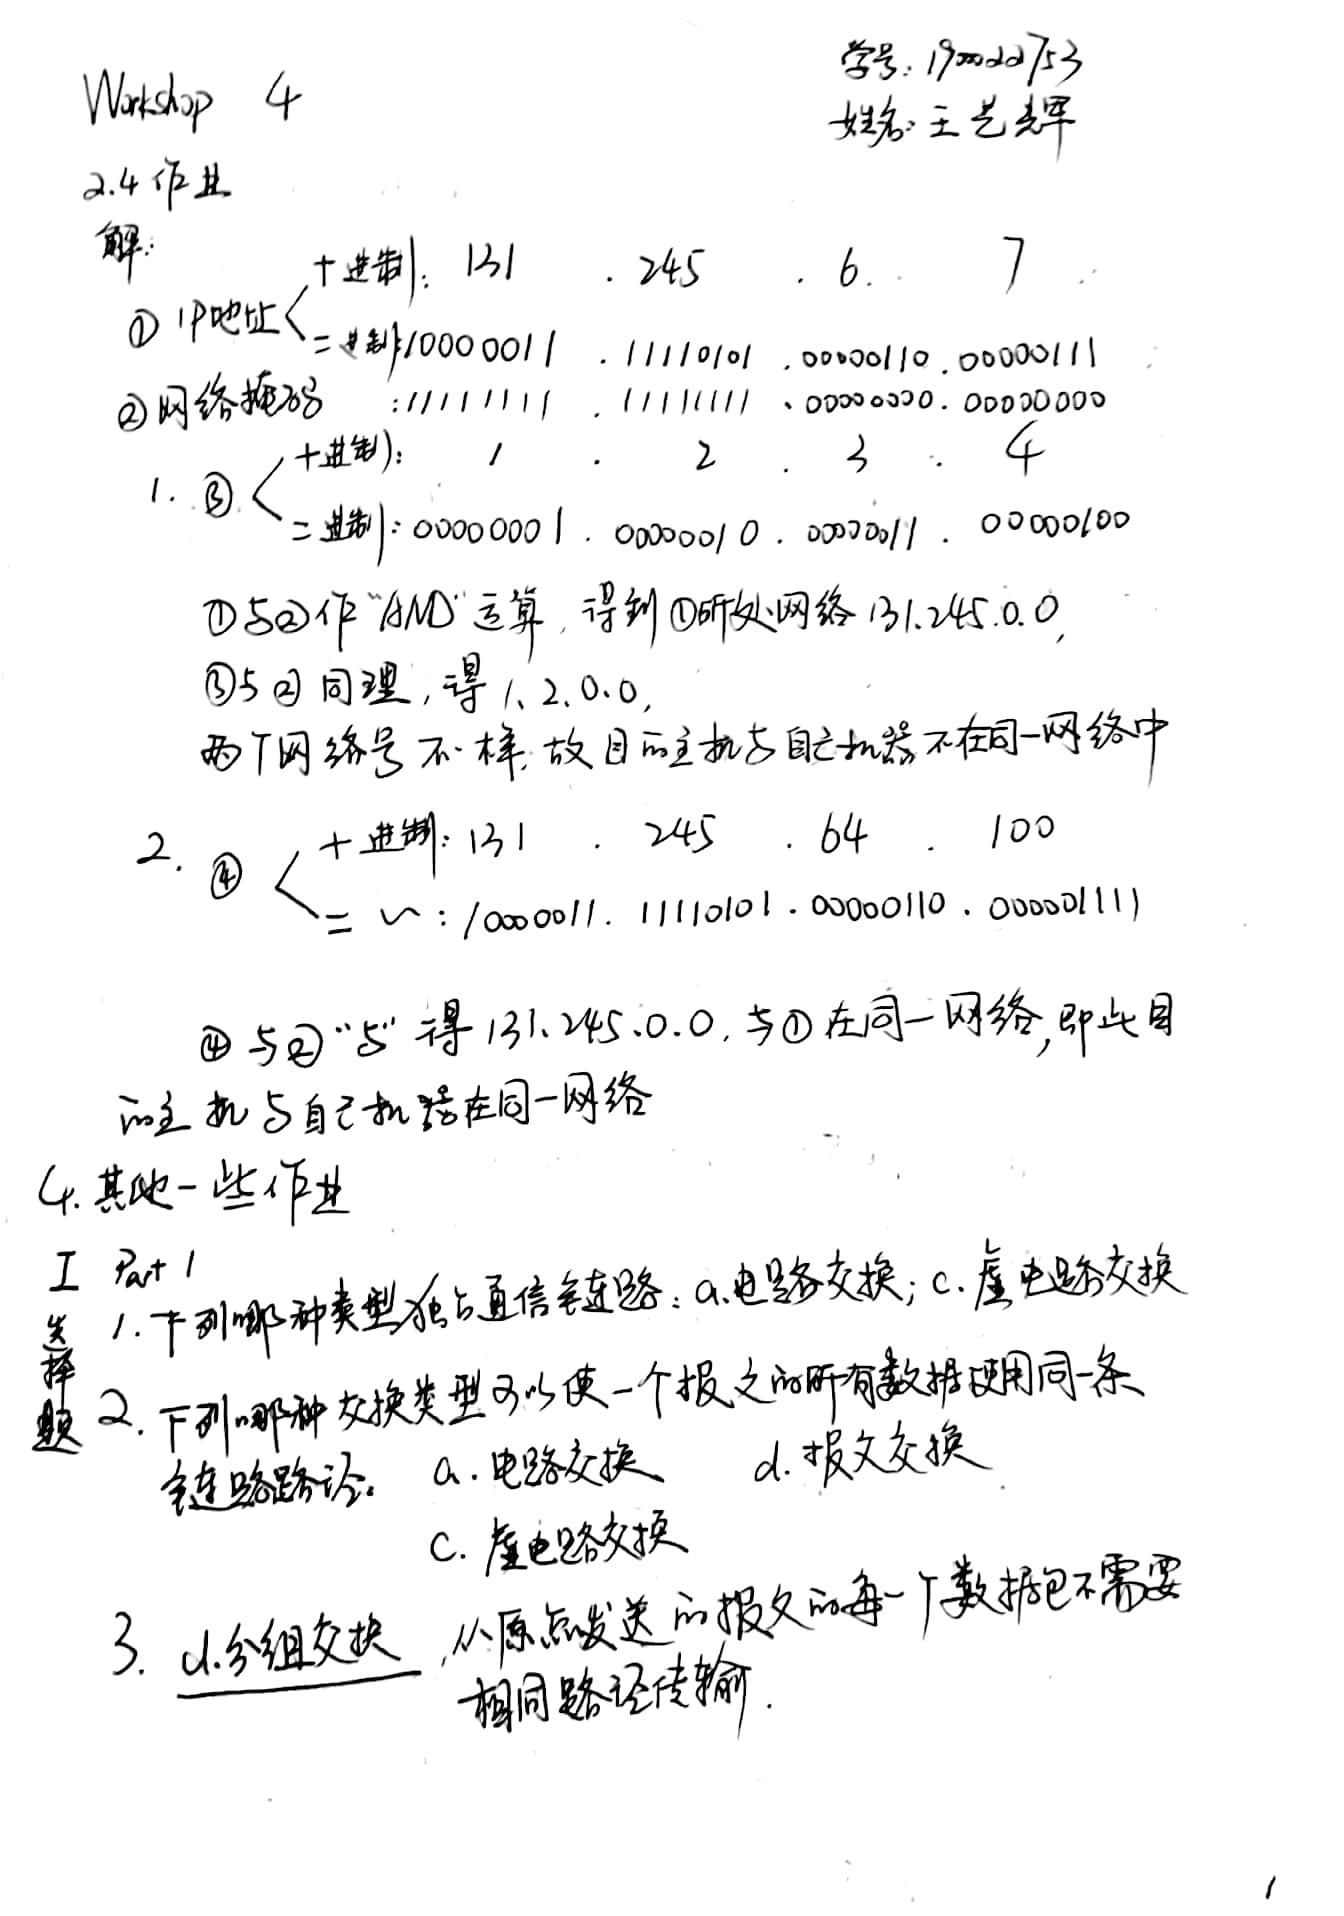 学号:190022753
Workshop 4
姓名:王艺辉
2.4作业
解:
十进制: 131 . 245 . 6 . 7
① IP地址
二进制:10000011 . 11110101 . 00000110 . 00000111
②网络掩码 :11111111 . 11111111 . 00000000 . 00000000
十进制: 1 . 2 . 3 . 4
1. ③
二进制:00000001 . 00000010 . 00000011 . 00000100
①与②作“AND”运算, 得到①所处网络131.245.0.0,
③与②同理, 得1.2.0.0,
两个网络号不一样, 故目的主机与自己机器不在同一网络中
十进制: 131 . 245 . 64 . 100
2. ④
二 〃 :10000011 . 11110101 . 00000110 . 000001111
④与②“与”得131.245.0.0, 与①在同一网络, 即此目
的主机与自己机器在同一网络
4. 其他一些作业
I Part 1
选择题
1. 下列哪种类型独占通信链路: a.电路交换; c.虚电路交换
2. 下列哪种交换类型可以使一个报文的所有数据使用同一条
链路路径. a.电路交换 d.报文交换
c.虚电路交换
3. d.分组交换, 从原点发送的报文的每一个数据包不需要
相同路径传输.
1